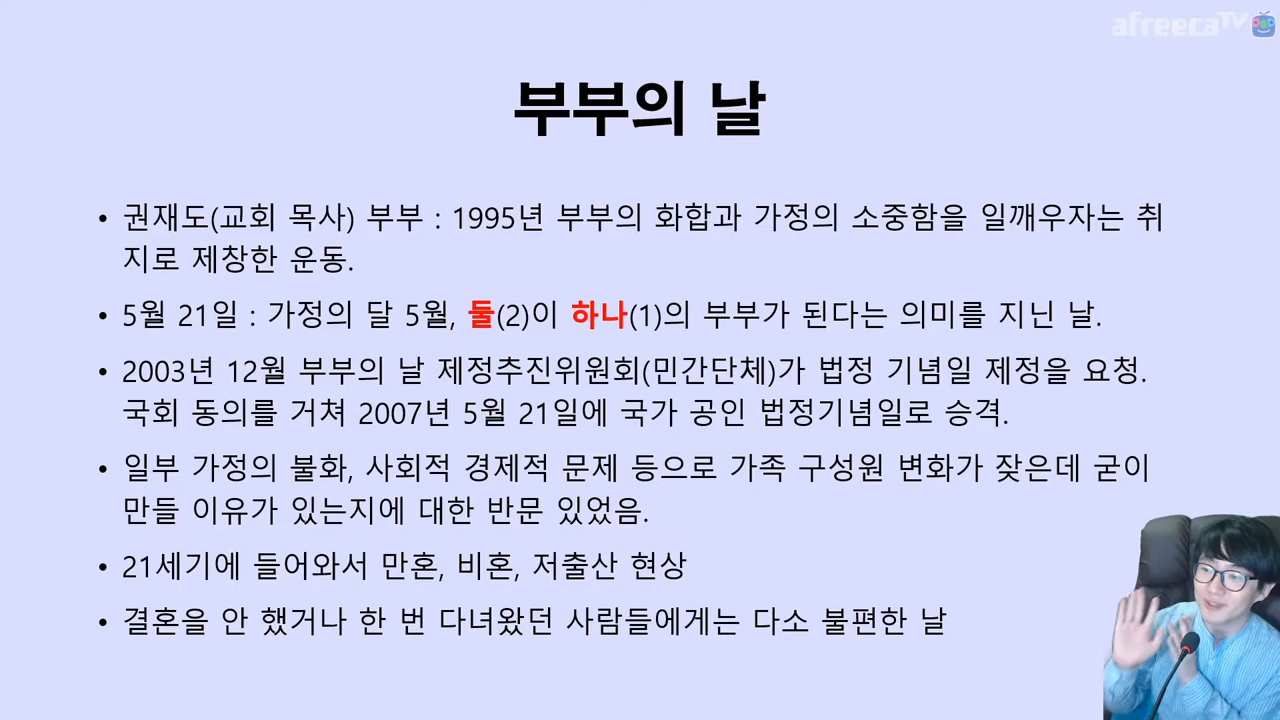 afreecaTV
부부의 날
• 권재도(교회 목사) 부부 : 1995년 부부의 화합과 가정의 소중함을 일깨우자는 취
지로 제창한 운동.
• 5월 21일 : 가정의 달 5월, 둘(2)이 하나(1)의 부부가 된다는 의미를 지닌 날.
• 2003년 12월 부부의 날 제정추진위원회(민간단체)가 법정 기념일 제정을 요청.
국회 동의를 거쳐 2007년 5월 21일에 국가 공인 법정기념일로 승격.
• 일부 가정의 불화, 사회적 경제적 문제 등으로 가족 구성원 변화가 잦은데 굳이
만들 이유가 있는지에 대한 반문 있었음.
• 21세기에 들어와서 만혼, 비혼, 저출산 현상
• 결혼을 안 했거나 한 번 다녀왔던 사람들에게는 다소 불편한 날